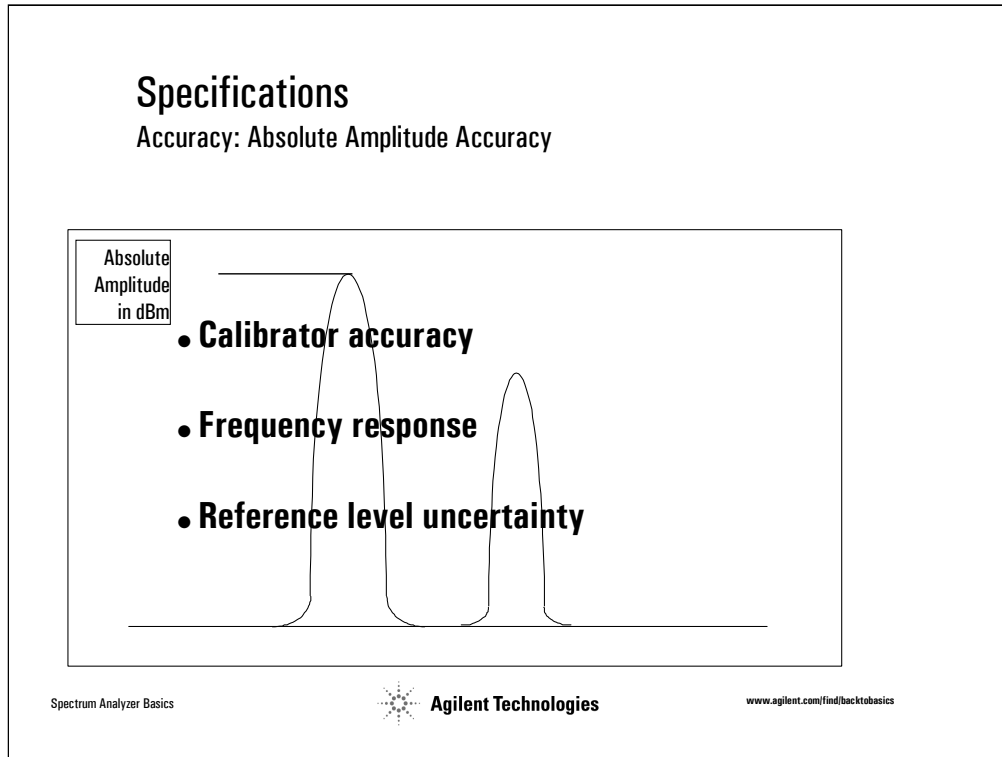 Specifications
Accuracy: Absolute Amplitude Accuracy
Absolute
Amplitude
in dBm
• Calibrator accuracy
• Frequency response
• Reference level uncertainty
Spectrum Analyzer Basics
Agilent Technologies
www.agilent.com/find/backtobasics